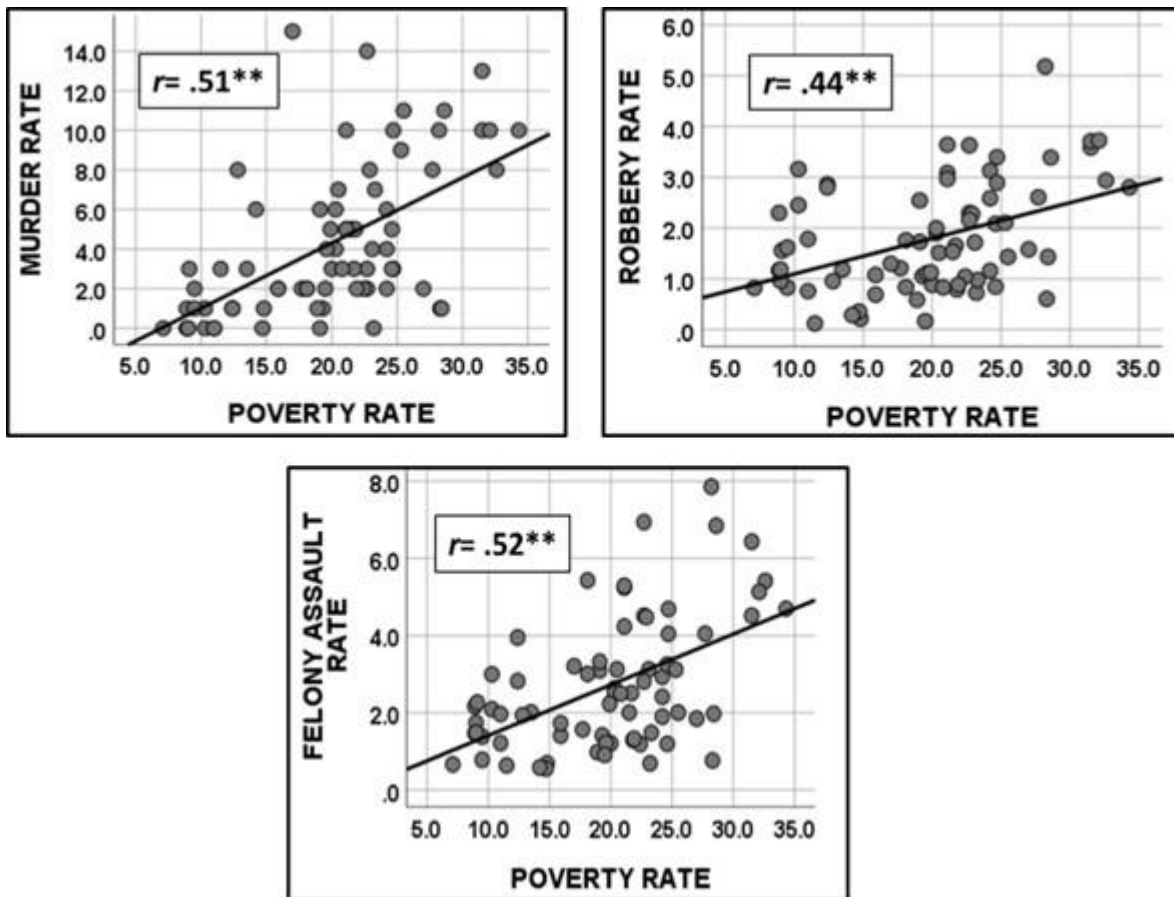 MURDER RATE
14.0
12.0
10.0
8.0
6.0
4.0
2.0
.0
r= .51**
5.0 10.0 15.0 20.0 25.0 30.0 35.0
POVERTY RATE
ROBBERY RATE
6.0
5.0
4.0
3.0
2.0
1.0
.0
r= .44**
5.0 10.0 15.0 20.0 25.0 30.0 35.0
POVERTY RATE
FELONY ASSAULT
RATE
8.0
6.0
4.0
2.0
.0
r= .52**
5.0 10.0 15.0 20.0 25.0 30.0 35.0
POVERTY RATE